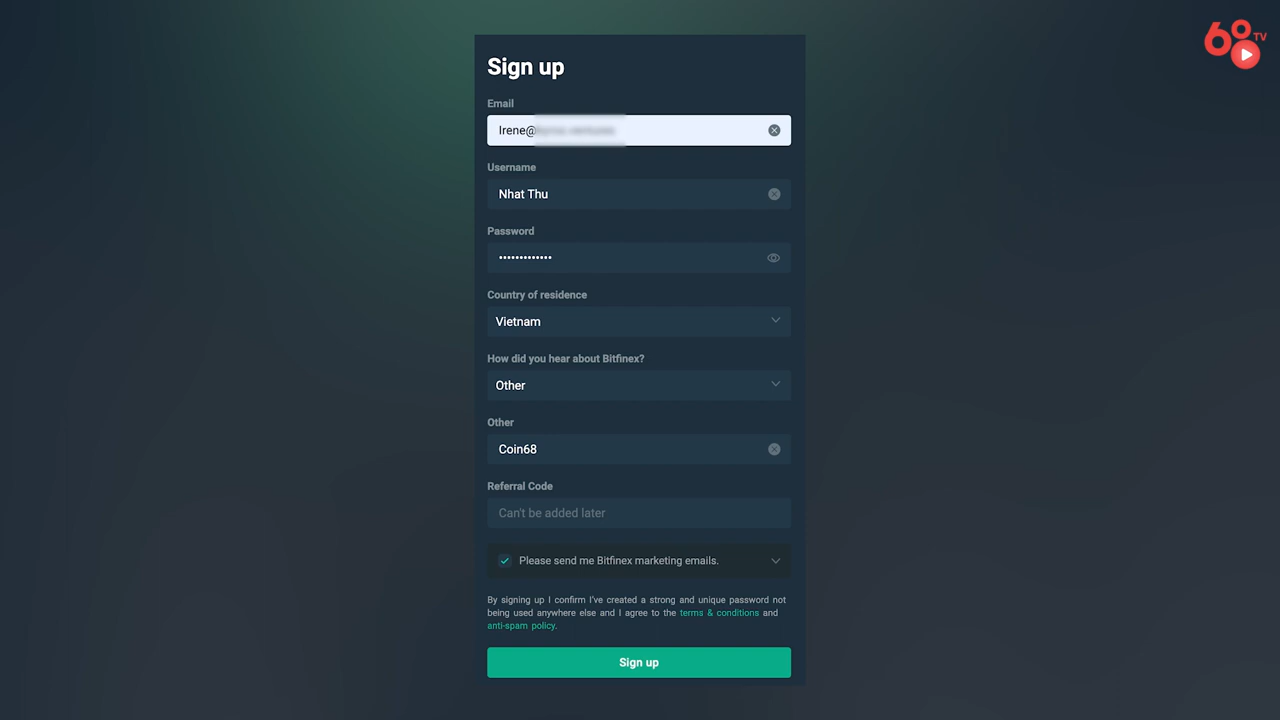 68 TV
Sign up
Email
Irene@
Username
Nhat Thu
Password
•••••••••••••
Country of residence
Vietnam
How did you hear about Bitfinex?
Other
Other
Coin68
Referral Code
Can't be added later
Please send me Bitfinex marketing emails.
By signing up I confirm I've created a strong and unique password not
being used anywhere else and I agree to the terms & conditions and
anti-spam policy.
Sign up